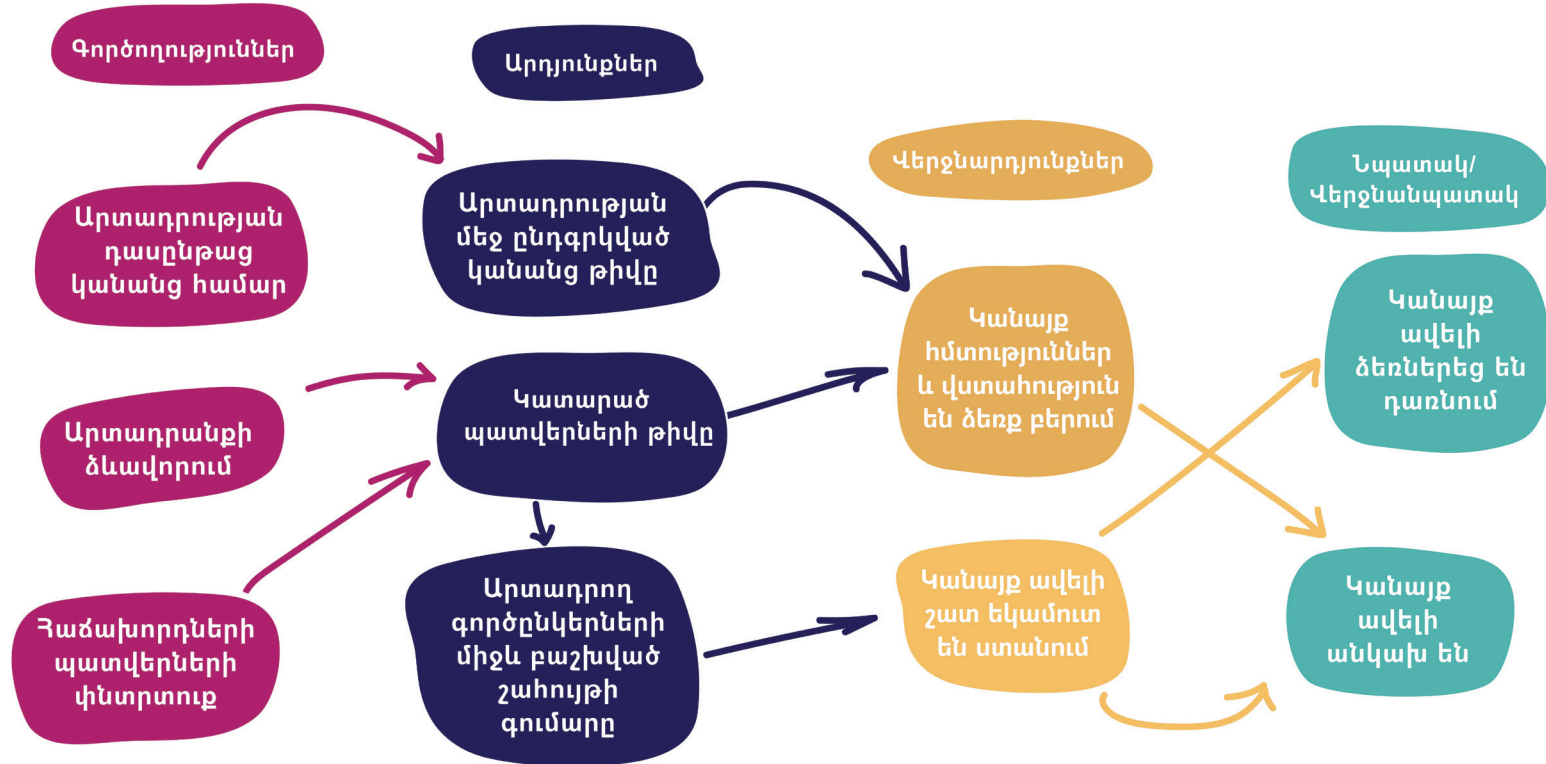 Գործողություններ
Արդյունքներ
Վերջնարդյունքներ
Նպատակ/
Վերջնանպատակ
Արտադրության
դասընթաց
կանանց համար
Արտադրության
մեջ ընդգրկված
կանանց թիվը
Կանայք
հմտություններ
և վստահություն
են ձեռք բերում
Կանայք
ավելի
ձեռներեց են
դառնում
Արտադրանքի
ձևավորում
Կատարած
պատվերների թիվը
Հաճախորդների
պատվերների
փնտրտուք
Արտադրող
գործընկերների
միջև բաշխված
շահույթի
գումարը
Կանայք ավելի
շատ եկամուտ
են ստանում
Կանայք
ավելի
անկախ են